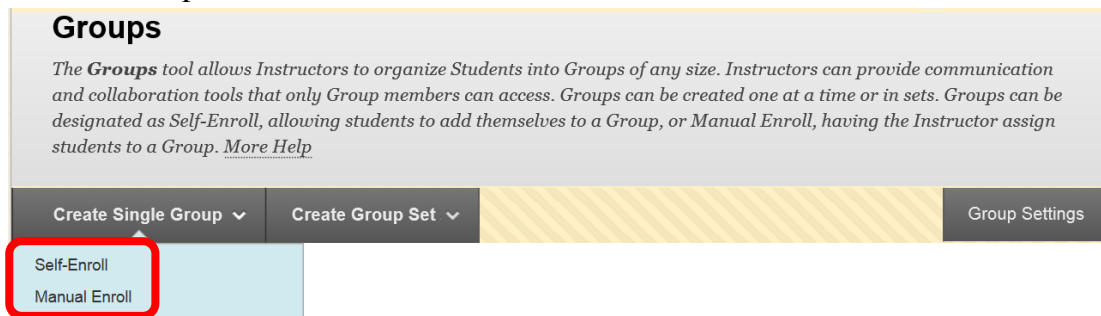 Groups
The Groups tool allows Instructors to organize Students into Groups of any size. Instructors can provide communication
and collaboration tools that only Group members can access. Groups can be created one at a time or in sets. Groups can be
designated as Self-Enroll, allowing students to add themselves to a Group, or Manual Enroll, having the Instructor assign
students to a Group. More Help
Create Single Group Create Group Set Group Settings
Self-Enroll
Manual Enroll